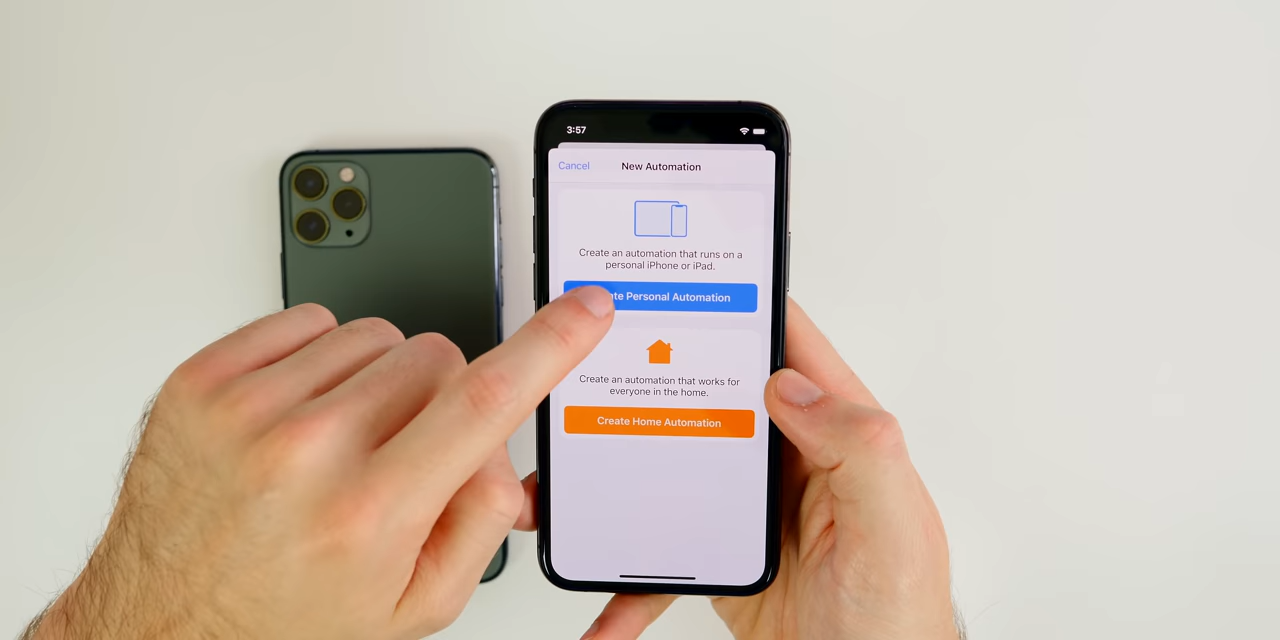 3:57
Cancel New Automation
Create an automation that runs on a
personal iPhone or iPad.
te Personal Automation
Create an automation that works for
everyone in the home.
Create Home Automation